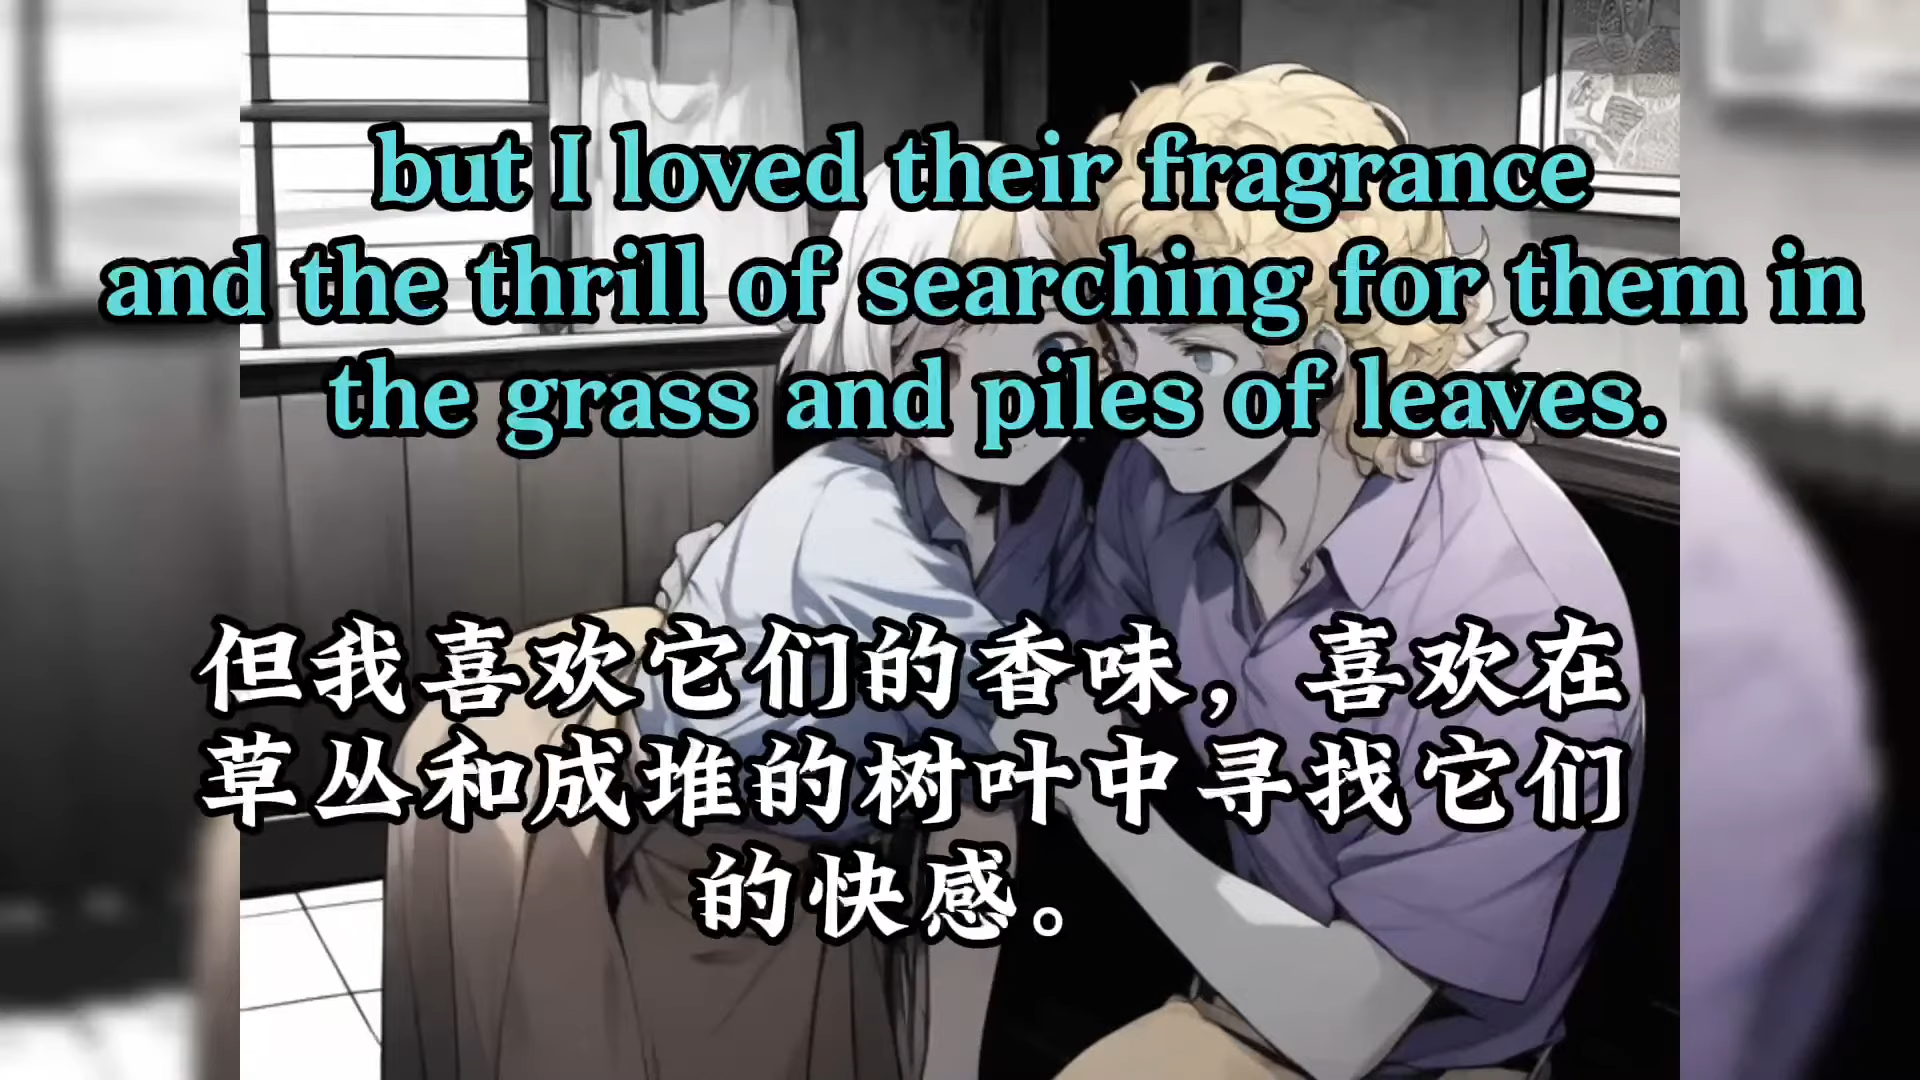 but I loved their fragrance
and the thrill of searching for them in
the grass and piles of leaves.
但我喜欢它们的香味，喜欢在
草丛和成堆的树叶中寻找它们
的快感。